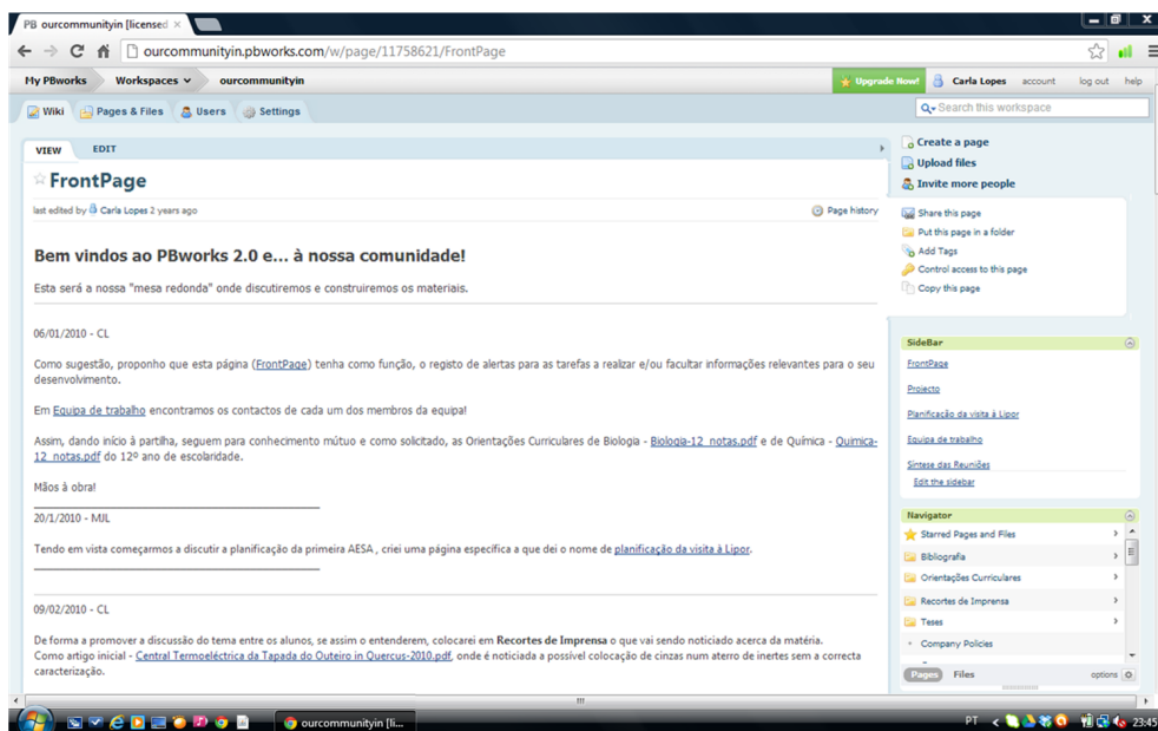 PB ourcommunityin [licensed ×
ourcommunityin.pbworks.com/w/page/11758621/FrontPage
My PBworks Workspaces ourcommunityin Upgrade Now! Carla Lopes account log out help
Wiki Pages & Files Users Settings Search this workspace
VIEW EDIT
FrontPage
last edited by Carla Lopes 2 years ago Page history
Bem vindos ao PBworks 2.0 e... à nossa comunidade!
Esta será a nossa "mesa redonda" onde discutiremos e construiremos os materiais.
06/01/2010 - CL
Como sugestão, proponho que esta página (FrontPage) tenha como função, o registo de alertas para as tarefas a realizar e/ou facultar informações relevantes para o seu
desenvolvimento.
Em Equipa de trabalho encontramos os contactos de cada um dos membros da equipa!
Assim, dando início à partilha, seguem para conhecimento mútuo e como solicitado, as Orientações Curriculares de Biologia - Biologia-12_notas.pdf e de Química - Quimica-
12_notas.pdf do 12º ano de escolaridade.
Mãos à obra!
20/1/2010 - MJL
Tendo em vista começarmos a discutir a planificação da primeira AESA , criei uma página específica a que dei o nome de planificação da visita à Lipor.
09/02/2010 - CL
De forma a promover a discussão do tema entre os alunos, se assim o entenderem, colocarei em Recortes de Imprensa o que vai sendo noticiado acerca da matéria.
Como artigo inicial - Central Termoeléctrica da Tapada do Outeiro in Quercus-2010.pdf, onde é noticiada a possível colocação de cinzas num aterro de inertes sem a correcta
caracterização.
Create a page
Upload files
Invite more people
Share this page
Put this page in a folder
Add Tags
Control access to this page
Copy this page
SideBar
FrontPage
Projecto
Planificação da visita à Lipor
Equipa de trabalho
Síntese das Reuniões
Edit the sidebar
Navigator
Starred Pages and Files
Bibliografia
Orientações Curriculares
Recortes de Imprensa
Teses
Company Policies
Pages Files options
ourcommunityin [li... PT 23:45